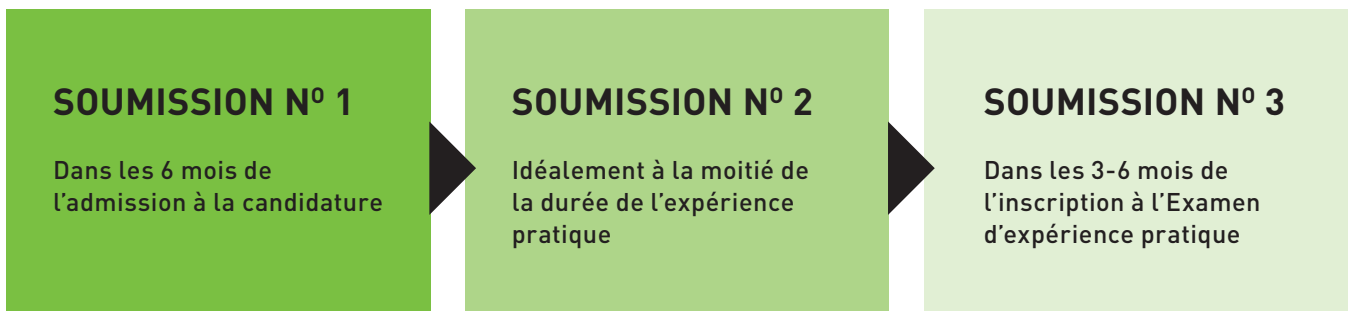 SOUMISSION Nº 1
Dans les 6 mois de
l’admission à la candidature
SOUMISSION Nº 2
Idéalement à la moitié de
la durée de l’expérience
pratique
SOUMISSION Nº 3
Dans les 3-6 mois de
l’inscription à l’Examen
d’expérience pratique